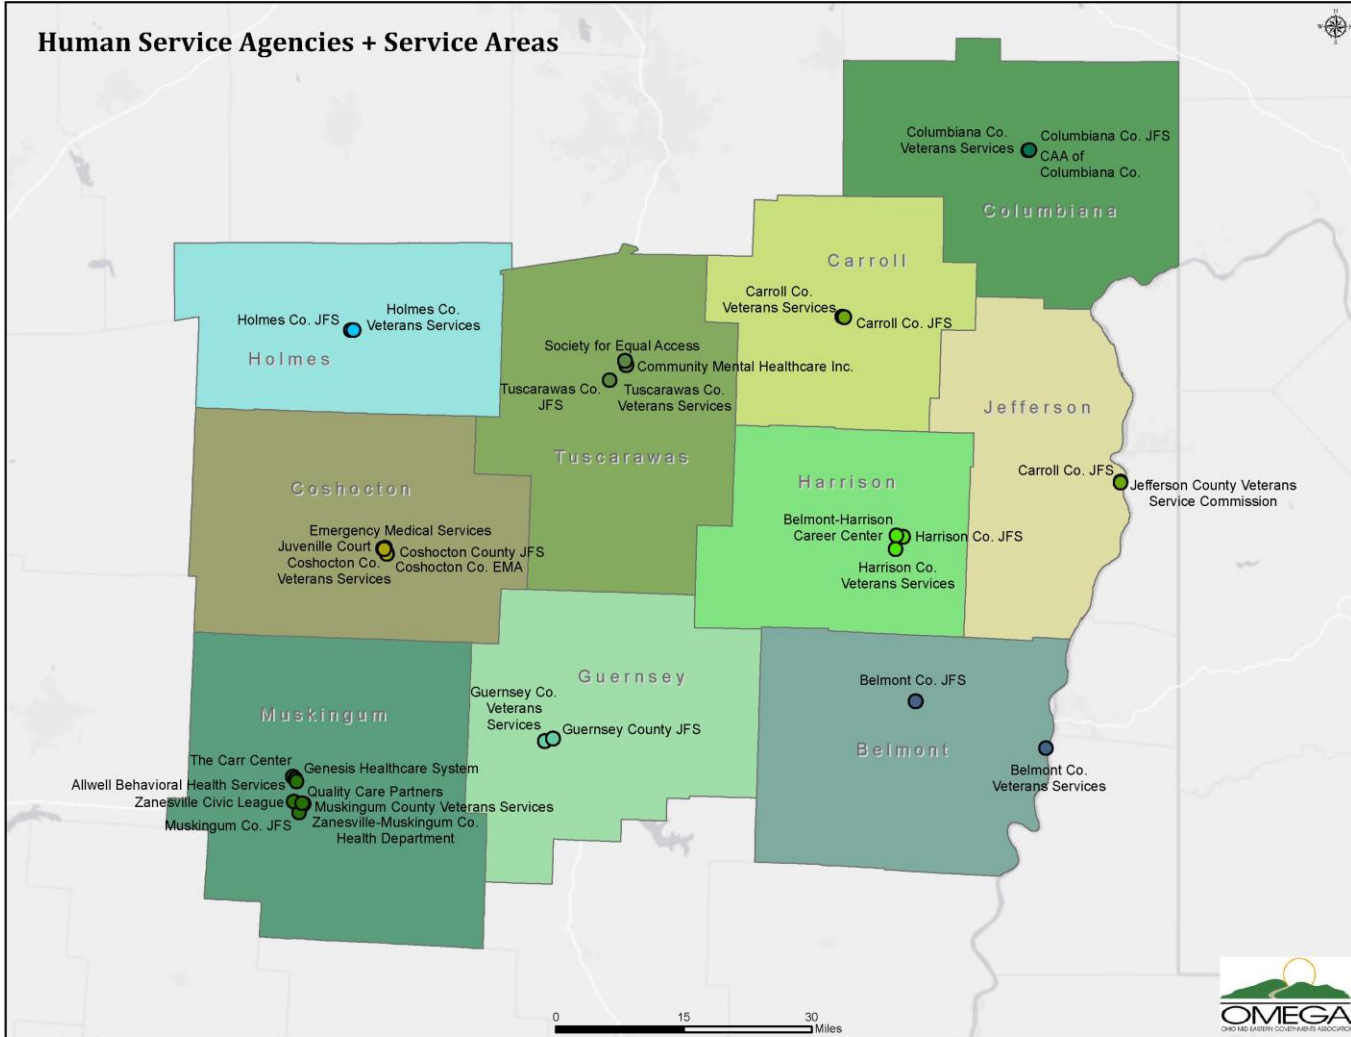 Human Service Agencies + Service Areas
N
W
E
S
Columbiana Co.
Veterans Services
Columbiana Co. JFS
CAA of
Columbiana Co.
Columbiana
Carroll
Carroll Co.
Veterans Services
Carroll Co. JFS
Holmes Co. JFS
Holmes Co.
Veterans Services
Holmes
Society for Equal Access
Community Mental Healthcare Inc.
Tuscarawas Co.
JFS
Tuscarawas Co.
Veterans Services
Tuscarawas
Jefferson
Carroll Co. JFS
Jefferson County Veterans
Service Commission
Coshocton
Emergency Medical Services
Juvenille Court
Coshocton Co.
Veterans Services
Coshocton County JFS
Coshocton Co. EMA
Harrison
Belmont-Harrison
Career Center
Harrison Co. JFS
Harrison Co.
Veterans Services
Guernsey
Guernsey Co.
Veterans
Services
Guernsey County JFS
Belmont Co. JFS
Belmont
Belmont Co.
Veterans Services
Muskingum
The Carr Center
Genesis Healthcare System
Allwell Behavioral Health Services
Quality Care Partners
Zanesville Civic League
Muskingum County Veterans Services
Muskingum Co. JFS
Zanesville-Muskingum Co.
Health Department
0
15
30
Miles
OMEGA
OHIO MID-EASTERN GOVERNMENTS ASSOCIATION